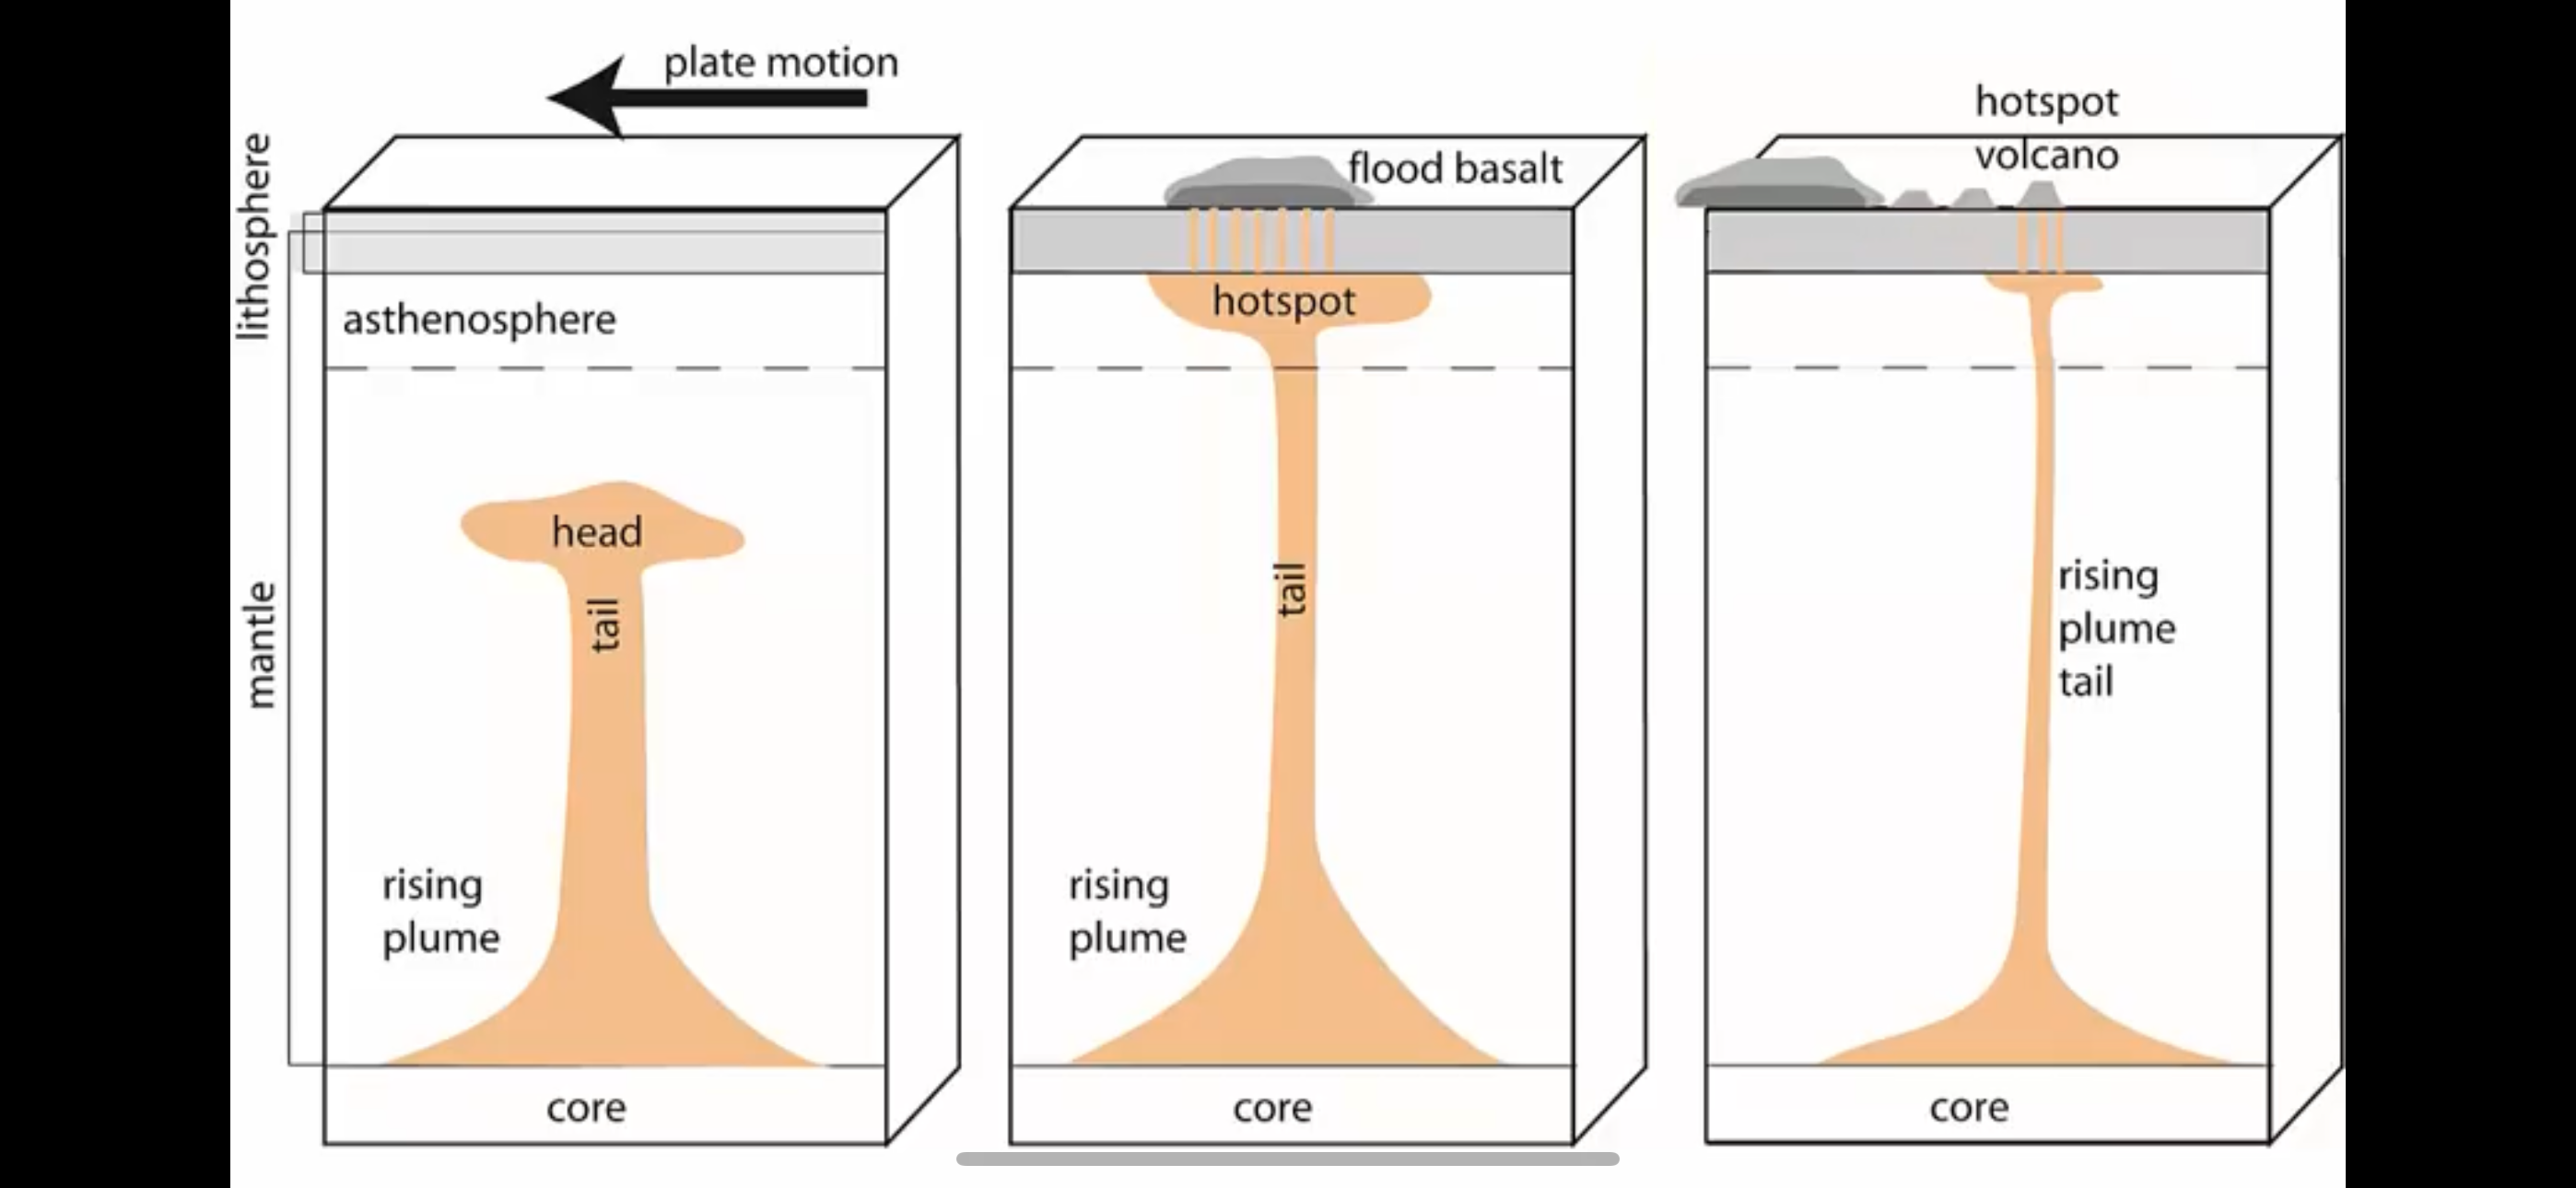 plate motion
lithosphere
asthenosphere
mantle
head
tail
rising
plume
core
flood basalt
hotspot
tail
rising
plume
core
hotspot
volcano
rising
plume
tail
core